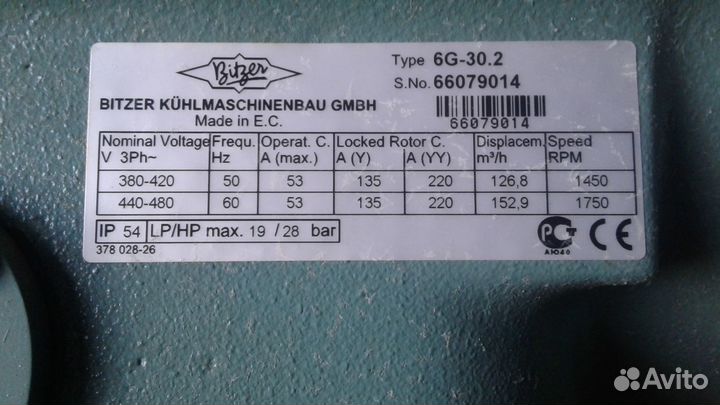 Bitzer
Type 6G-30.2
S.No. 66079014
BITZER KÜHLMASCHINENBAU GMBH
Made in E.C.
66079014
Nominal Voltage Frequ. Operat. C. Locked Rotor C. Displacem. Speed
V 3Ph~ Hz A (max.) A (Y) A (YY) m³/h RPM
380-420 50 53 135 220 126,8 1450
440-480 60 53 135 220 152,9 1750
IP 54 LP/HP max. 19 / 28 bar
378 028-26
РСТ
АЮ40
CE
Avito